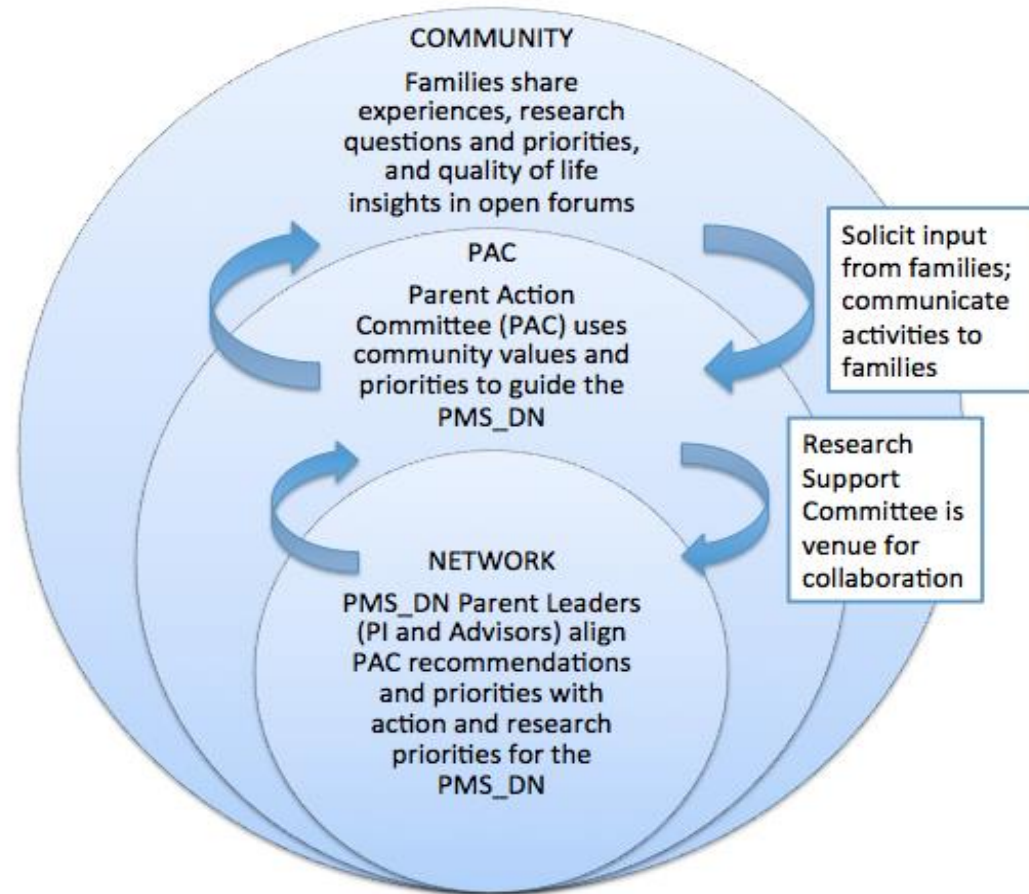 COMMUNITY
Families share
experiences, research
questions and priorities,
and quality of life
insights in open forums
PAC
Parent Action
Committee (PAC) uses
community values and
priorities to guide the
PMS_DN
Solicit input
from families;
communicate
activities to
families
Research
Support
Committee is
venue for
collaboration
NETWORK
PMS_DN Parent Leaders
(PI and Advisors) align
PAC recommendations
and priorities with
action and research
priorities for the
PMS_DN